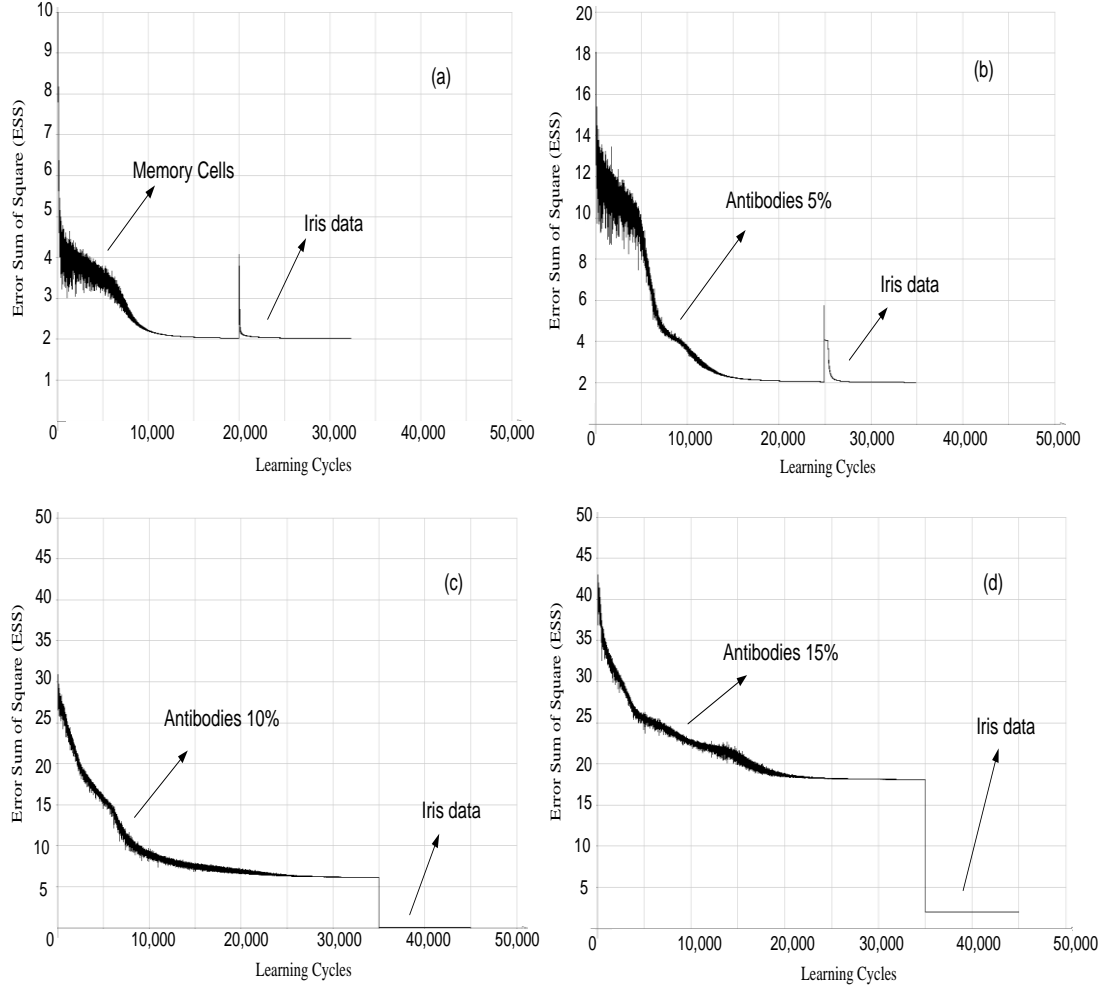 10
9
8
7
6
5
4
3
2
1
Error Sum of Square (ESS)
(a)
Memory Cells
Iris data
0 10,000 20,000 30,000 40,000 50,000
Learning Cycles
20
18
16
14
12
10
8
6
4
2
0
Error Sum of Square (ESS)
(b)
Antibodies 5%
Iris data
0 10,000 20,000 30,000 40,000 50,000
Learning Cycles
50
45
40
35
30
25
20
15
10
5
Error Sum of Square (ESS)
(c)
Antibodies 10%
Iris data
0 10,000 20,000 30,000 40,000 50,000
Learning Cycles
50
45
40
35
30
25
20
15
10
5
Error Sum of Square (ESS)
(d)
Antibodies 15%
Iris data
0 10,000 20,000 30,000 40,000 50,000
Learning Cycles